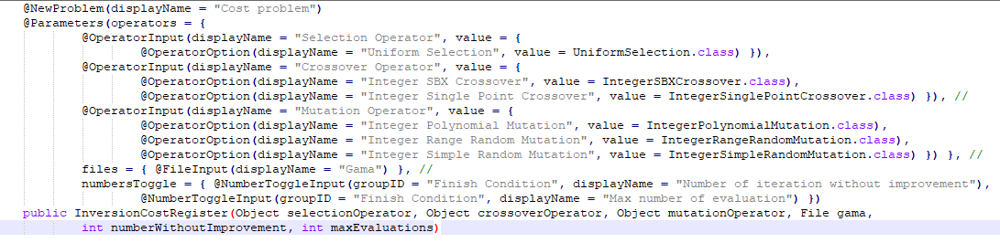 @NewProblem(displayName = "Cost problem")
@Parameters(operators = {
@OperatorInput(displayName = "Selection Operator", value = {
@OperatorOption(displayName = "Uniform Selection", value = UniformSelection.class) }),
@OperatorInput(displayName = "Crossover Operator", value = {
@OperatorOption(displayName = "Integer SBX Crossover", value = IntegerSBXCrossover.class),
@OperatorOption(displayName = "Integer Single Point Crossover", value = IntegerSinglePointCrossover.class) }), //
@OperatorInput(displayName = "Mutation Operator", value = {
@OperatorOption(displayName = "Integer Polynomial Mutation", value = IntegerPolynomialMutation.class),
@OperatorOption(displayName = "Integer Range Random Mutation", value = IntegerRangeRandomMutation.class),
@OperatorOption(displayName = "Integer Simple Random Mutation", value = IntegerSimpleRandomMutation.class) }) }, //
files = { @FileInput(displayName = "Gama") }, //
numbersToggle = { @NumberToggleInput(groupID = "Finish Condition", displayName = "Number of iteration without improvement"),
@NumberToggleInput(groupID = "Finish Condition", displayName = "Max number of evaluation") })
public InversionCostRegister(Object selectionOperator, Object crossoverOperator, Object mutationOperator, File gama,
int numberWithoutImprovement, int maxEvaluations)